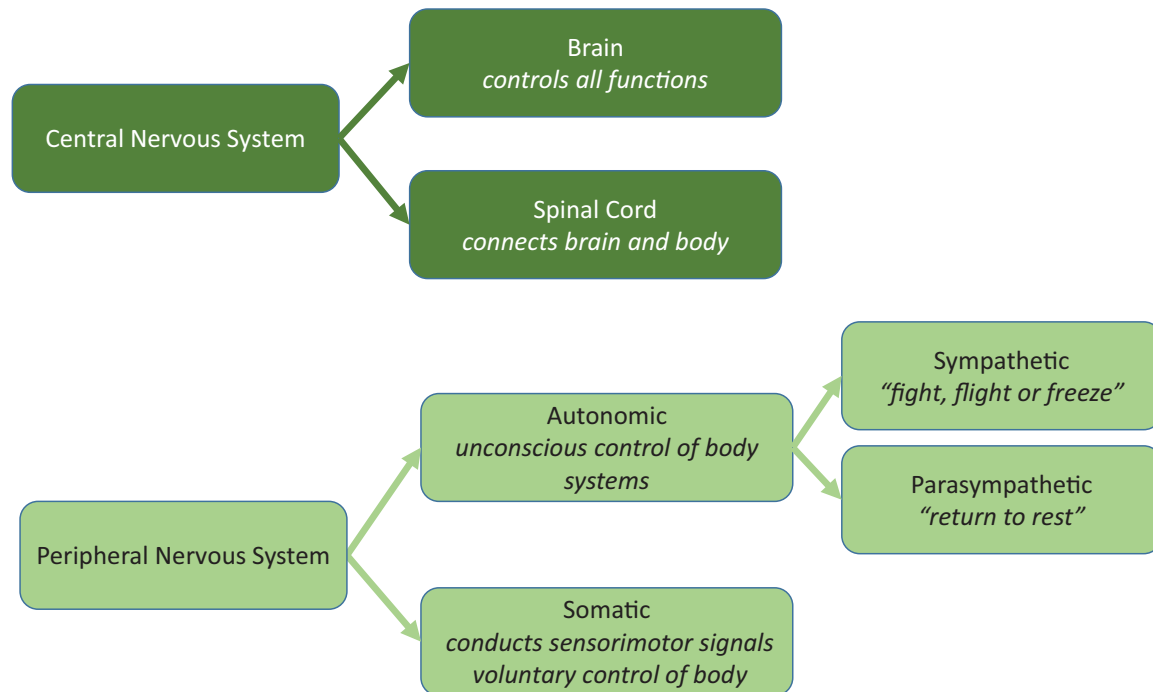 Brain
controls all functions
Central Nervous System
Spinal Cord
connects brain and body
Sympathetic
“fight, flight or freeze”
Autonomic
unconscious control of body
systems
Parasympathetic
“return to rest”
Peripheral Nervous System
Somatic
conducts sensorimotor signals
voluntary control of body